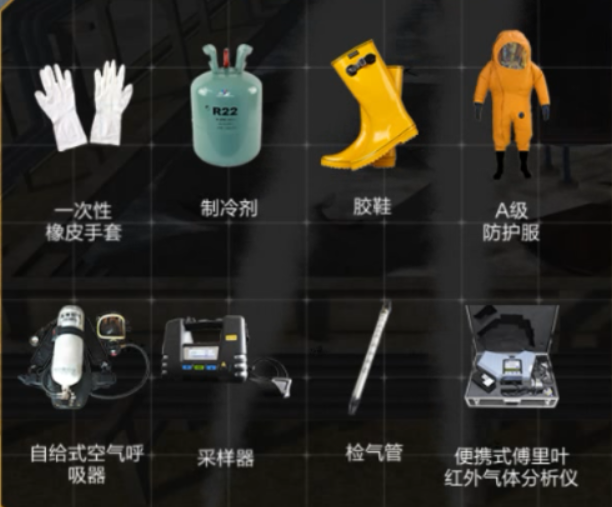 R22
一次性
橡皮手套
制冷剂
胶鞋
A级
防护服
自给式空气呼
吸器
采样器
检气管
便携式傅里叶
红外气体分析仪